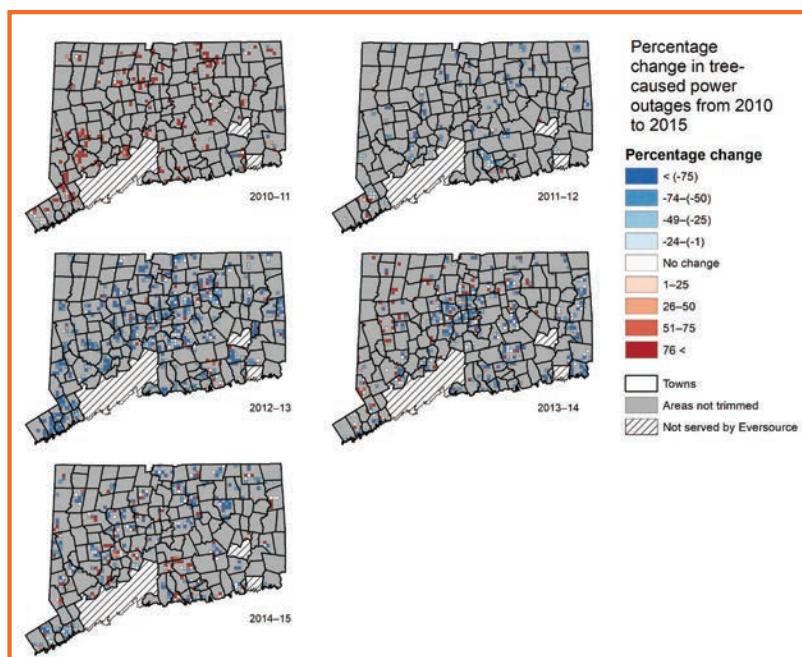 Percentage
change in tree-
caused power
outages from 2010
to 2015
Percentage change
< (-75)
-74–(-50)
-49–(-25)
-24–(-1)
No change
1–25
26–50
51–75
76 <
Towns
Areas not trimmed
Not served by Eversource
2010–11
2011–12
2012–13
2013–14
2014–15